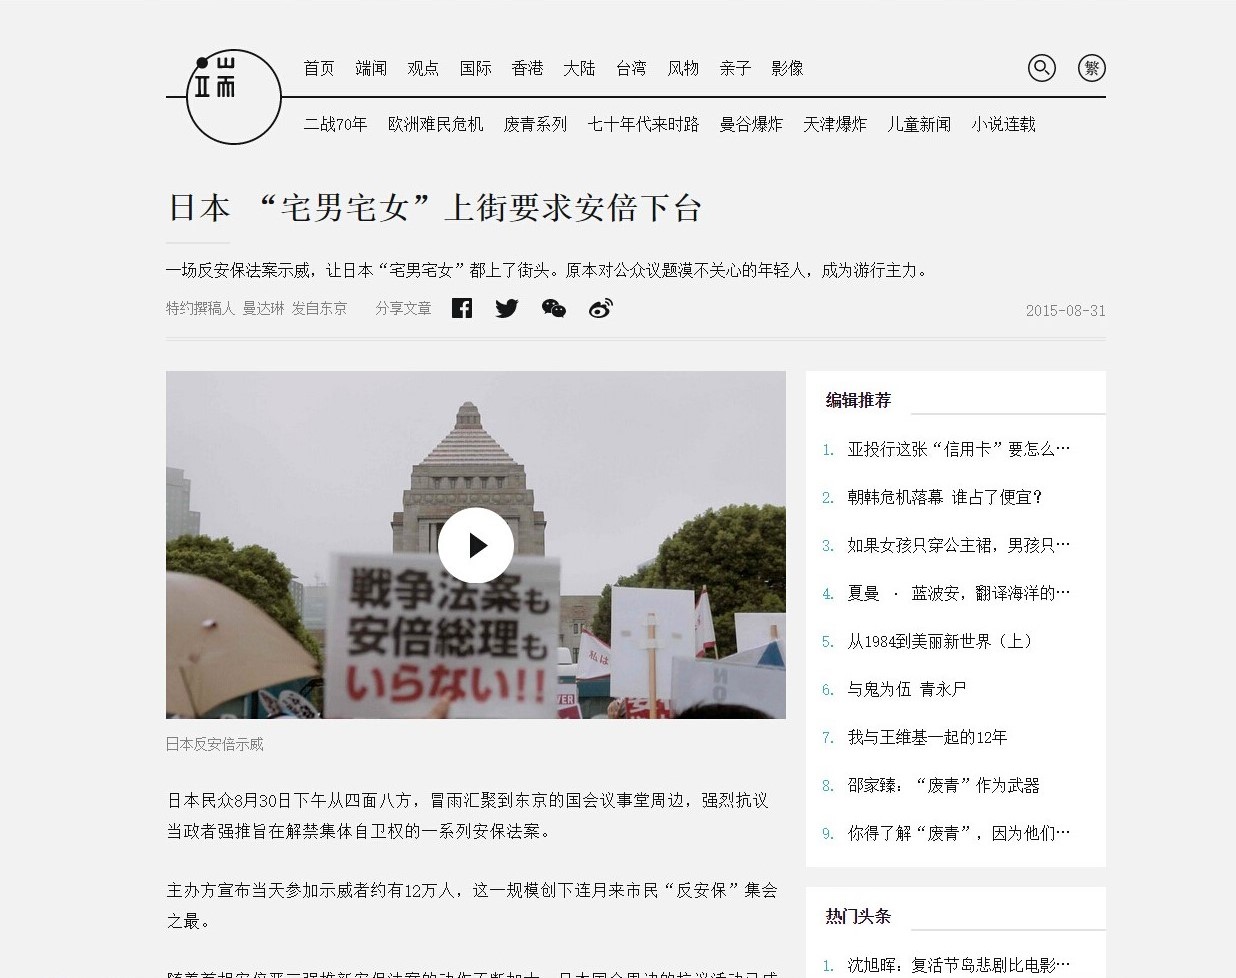 端
首页 端闻 观点 国际 香港 大陆 台湾 风物 亲子 影像
繁
二战70年 欧洲难民危机 废青系列 七十年代来时路 曼谷爆炸 天津爆炸 儿童新闻 小说连载
日本 “宅男宅女”上街要求安倍下台
一场反安保法案示威，让日本“宅男宅女”都上了街头。原本对公众议题漠不关心的年轻人，成为游行主力。
特约撰稿人 曼达琳 发自东京 分享文章
2015-08-31
戦争法案も
安倍総理も
いらない!!
私は
NO
日本反安倍示威
日本民众8月30日下午从四面八方，冒雨汇聚到东京的国会议事堂周边，强烈抗议
当政者强推旨在解禁集体自卫权的一系列安保法案。
主办方宣布当天参加示威者约有12万人，这一规模创下连月来市民“反安保”集会
之最。
编辑推荐
1. 亚投行这张“信用卡”要怎么…
2. 朝韩危机落幕 谁占了便宜？
3. 如果女孩只穿公主裙，男孩只…
4. 夏曼 · 蓝波安，翻译海洋的…
5. 从1984到美丽新世界（上）
6. 与鬼为伍 青永尸
7. 我与王维基一起的12年
8. 邵家臻：“废青”作为武器
9. 你得了解“废青”，因为他们…
热门头条
1. 沈旭晖：复活节岛悲剧比电影…